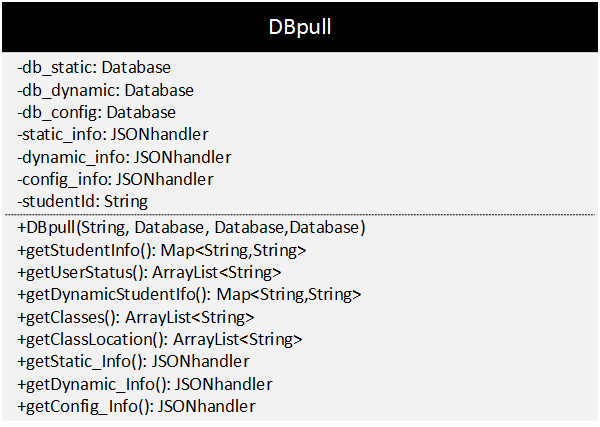 DBpull
-db_static: Database
-db_dynamic: Database
-db_config: Database
-static_info: JSONhandler
-dynamic_info: JSONhandler
-config_info: JSONhandler
-studentId: String
+DBpull(String, Database, Database,Database)
+getStudentInfo(): Map<String,String>
+getUserStatus(): ArrayList<String>
+getDynamicStudentIfo(): Map<String,String>
+getClasses(): ArrayList<String>
+getClassLocation(): ArrayList<String>
+getStatic_Info(): JSONhandler
+getDynamic_Info(): JSONhandler
+getConfig_Info(): JSONhandler